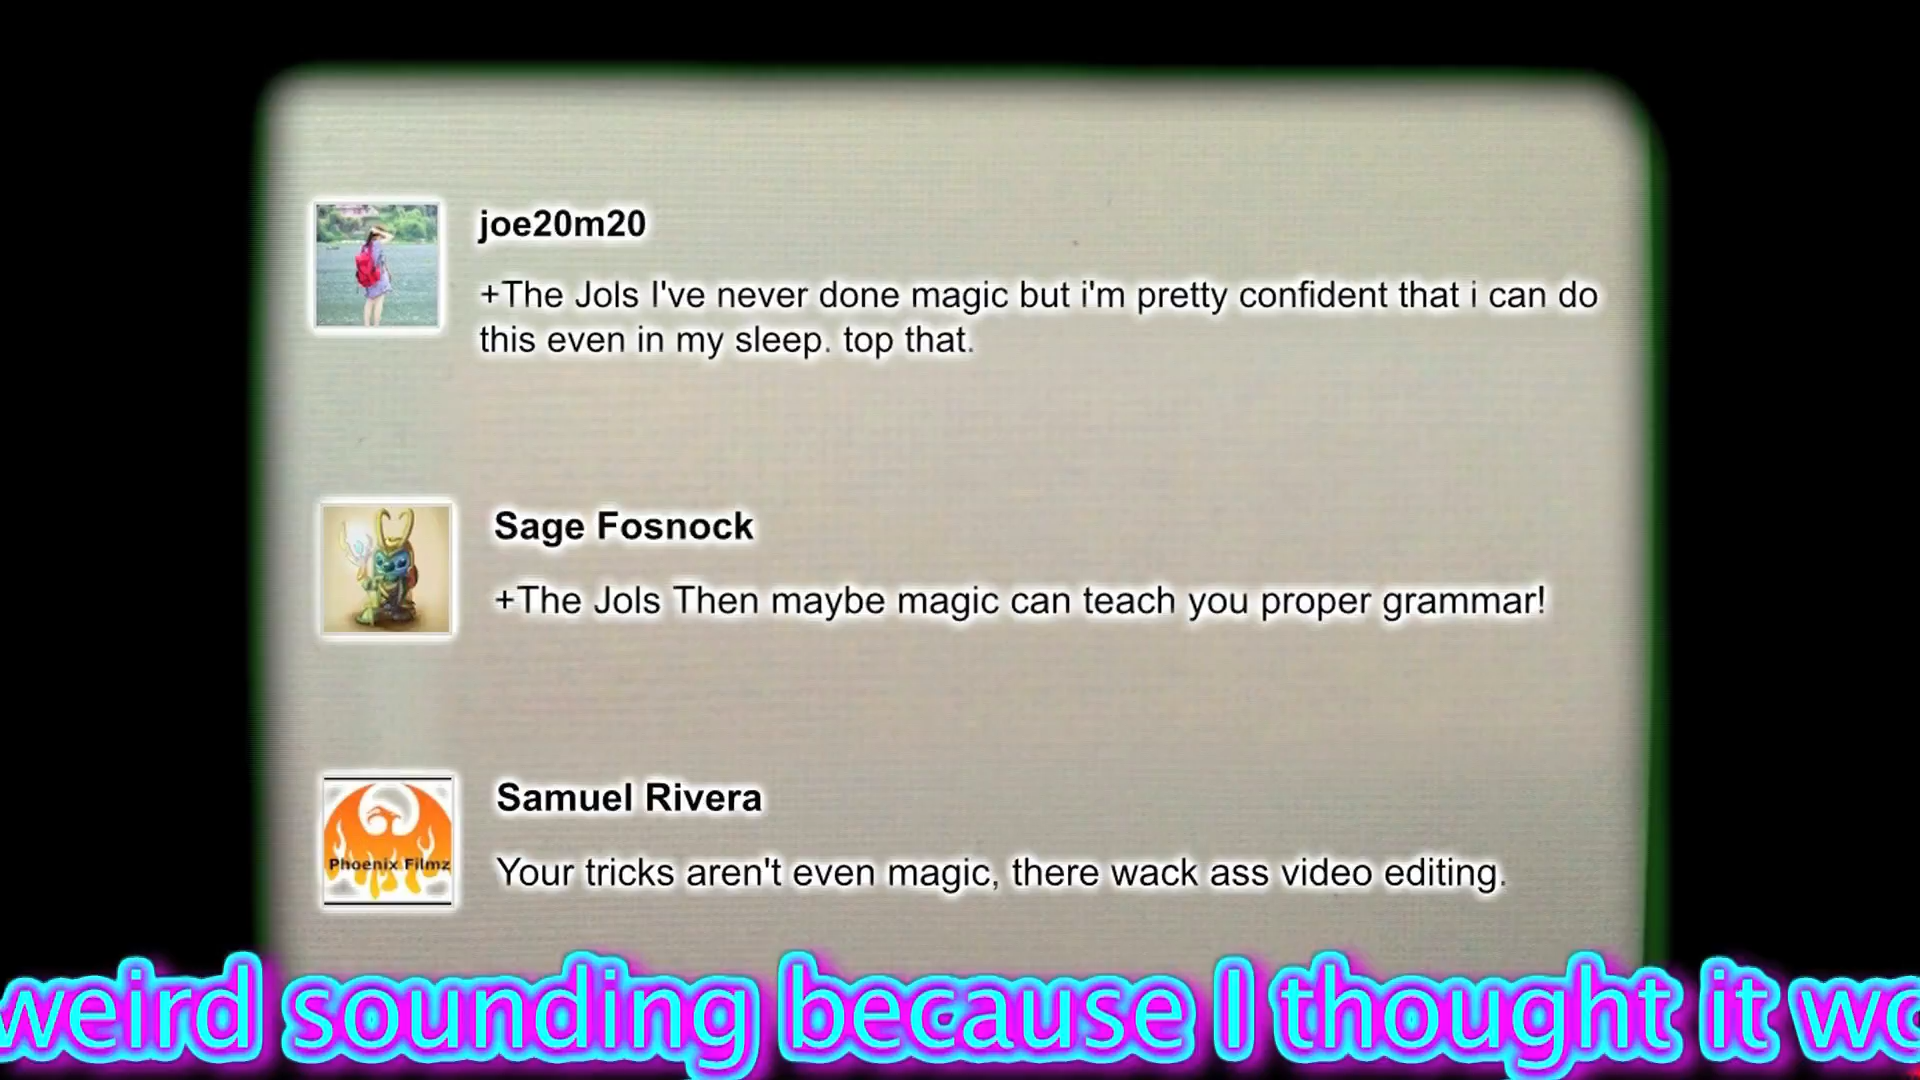 joe20m20
+The Jols I've never done magic but i'm pretty confident that i can do
this even in my sleep. top that.
Sage Fosnock
+The Jols Then maybe magic can teach you proper grammar!
Samuel Rivera
Phoenix Filmz
Your tricks aren't even magic, there wack ass video editing.
weird sounding because I thought it